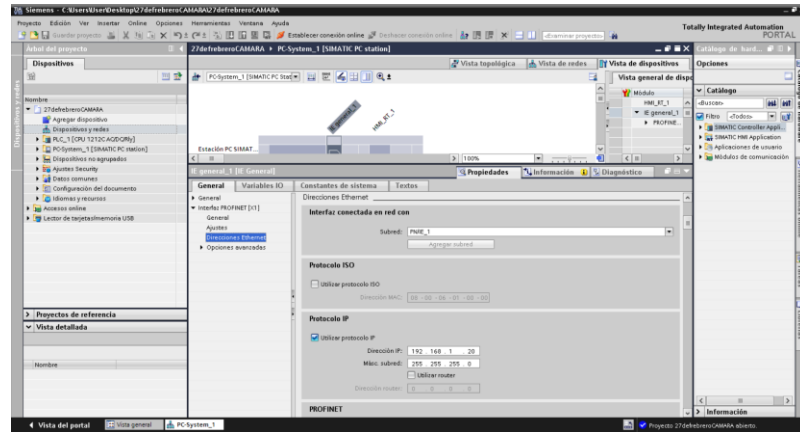 Siemens - C:\Users\User\Desktop\27defrebreroCAMARA\27defrebreroCAMARA
Proyecto Edición Ver Insertar Online Opciones Herramientas Ventana Ayuda
Totally Integrated Automation
PORTAL
Guardar proyecto
Establecer conexión online
Deshacer conexión online
<Examinar proyecto>
Árbol del proyecto
27defrebreroCAMARA ▸ PC-System_1 [SIMATIC PC station]
Catálogo de hard...
Dispositivos
Vista topológica
Vista de redes
Vista de dispositivos
Opciones
PC-System_1 [SIMATIC PC Stat
Vista general de dispo
Nombre
27defrebreroCAMARA
Agregar dispositivo
Dispositivos y redes
PLC_1 [CPU 1212C AC/DC/Rly]
PC-System_1 [SIMATIC PC station]
Dispositivos no agrupados
Ajustes Security
Datos comunes
Configuración del documento
Idiomas y recursos
Accesos online
Lector de tarjetas/memoria USB
Dispositivos y redes
IE general_1
HMI_RT_1
Estación PC SIMAT...
100%
Módulo
HMI_RT_1
IE general_1
PROFINE...
Catálogo
<Buscar>
Filtro
<Todos>
SIMATIC Controller Appli...
SIMATIC HMI Application
Aplicaciones de usuario
Módulos de comunicación
IE general_1 [IE General]
Propiedades
Información
Diagnóstico
General
Variables IO
Constantes de sistema
Textos
General
Interfaz PROFINET [X1]
General
Ajustes
Direcciones Ethernet
Opciones avanzadas
Direcciones Ethernet
Interfaz conectada en red con
Subred: PN/IE_1
Agregar subred
Protocolo ISO
Utilizar protocolo ISO
Dirección MAC: 08 -00 -06 -01 -00 -00
Protocolo IP
Utilizar protocolo IP
Dirección IP: 192 . 168 . 1 . 20
Másc. subred: 255 . 255 . 255 . 0
Utilizar router
Dirección router: 0 . 0 . 0 . 0
PROFINET
Proyectos de referencia
Vista detallada
Nombre
Información
Vista del portal
Vista general
PC-System_1
Proyecto 27defrebreroCAMARA abierto.